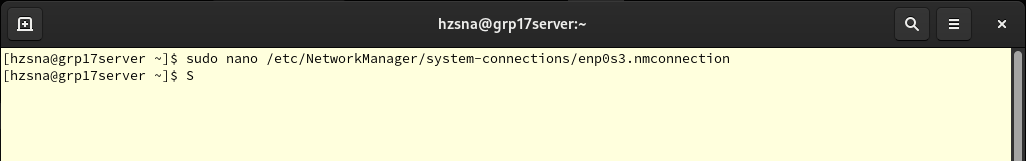 hzsna@grp17server:~
[hzsna@grp17server ~]$ sudo nano /etc/NetworkManager/system-connections/enp0s3.nmconnection
[hzsna@grp17server ~]$ S